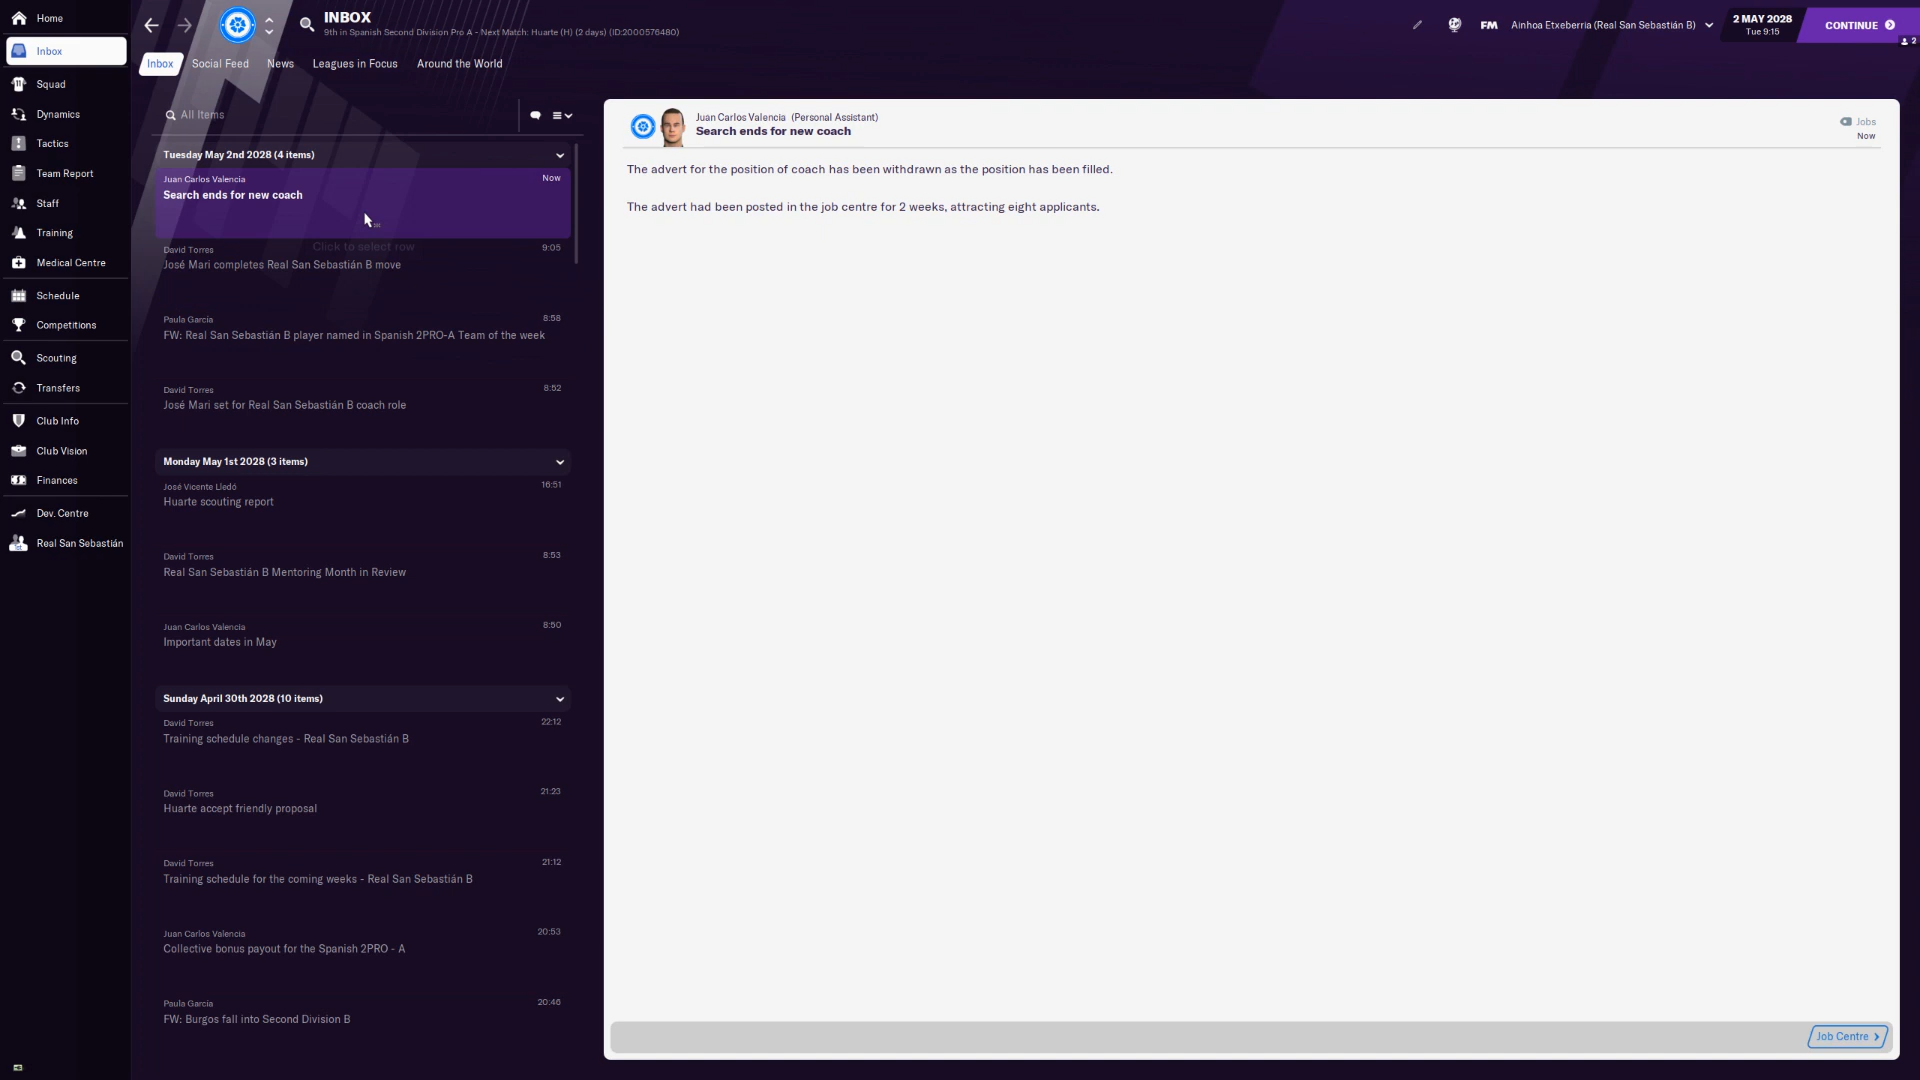 Home
Inbox
Squad
Dynamics
Tactics
Team Report
Staff
Training
Medical Centre
Schedule
Competitions
Scouting
Transfers
Club Info
Club Vision
Finances
Dev. Centre
Real San Sebastián
INBOX
9th in Spanish Second Division Pro A - Next Match: Huarte (H) (2 days) (ID:2000576480)
FM
Ainhoa Etxeberria (Real San Sebastián B)
2 MAY 2028
Tue 9:15
CONTINUE
2
Inbox
Social Feed
News
Leagues in Focus
Around the World
All Items
Tuesday May 2nd 2028 (4 items)
Juan Carlos Valencia
Now
Search ends for new coach
Click to select row
David Torres
9:05
José Mari completes Real San Sebastián B move
Paula García
8:58
FW: Real San Sebastián B player named in Spanish 2PRO-A Team of the week
David Torres
8:52
José Mari set for Real San Sebastián B coach role
Monday May 1st 2028 (3 items)
José Vicente Lledó
16:51
Huarte scouting report
David Torres
8:53
Real San Sebastián B Mentoring Month in Review
Juan Carlos Valencia
8:50
Important dates in May
Sunday April 30th 2028 (10 items)
David Torres
22:12
Training schedule changes - Real San Sebastián B
David Torres
21:23
Huarte accept friendly proposal
David Torres
21:12
Training schedule for the coming weeks - Real San Sebastián B
Juan Carlos Valencia
20:53
Collective bonus payout for the Spanish 2PRO - A
Paula García
20:46
FW: Burgos fall into Second Division B
Juan Carlos Valencia (Personal Assistant)
Search ends for new coach
Jobs
Now
The advert for the position of coach has been withdrawn as the position has been filled.
The advert had been posted in the job centre for 2 weeks, attracting eight applicants.
Job Centre